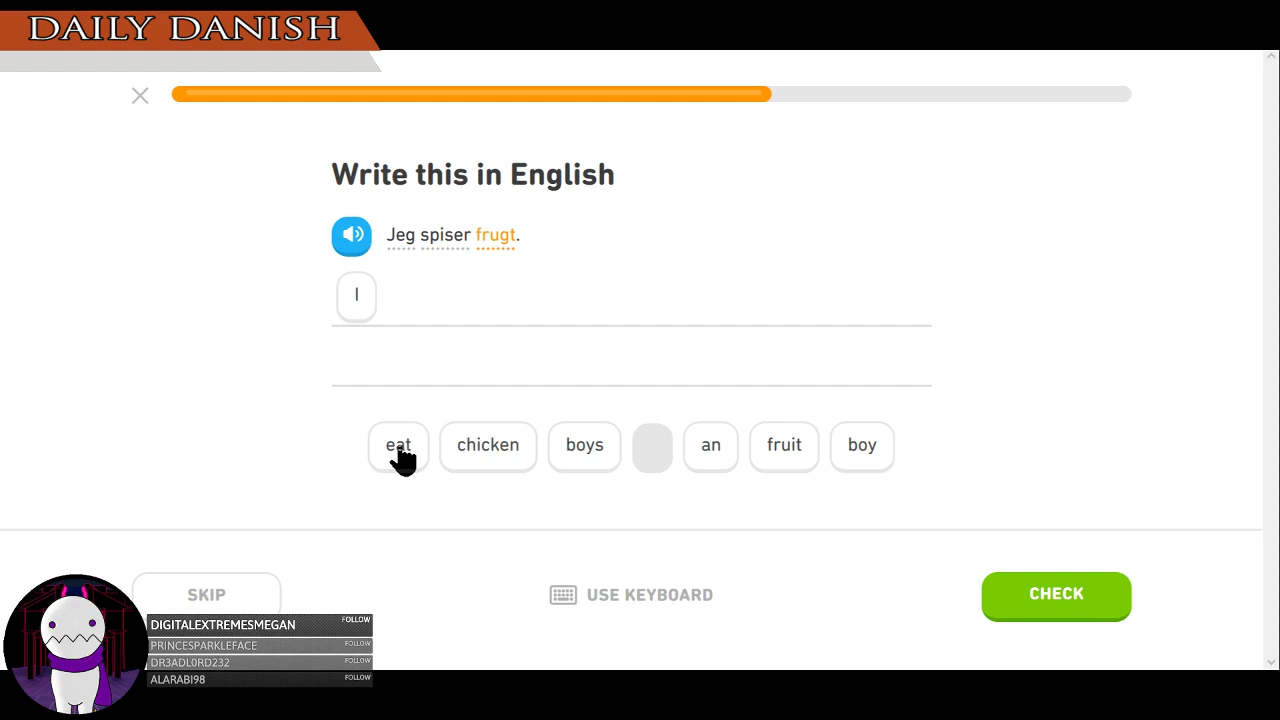 DAILY DANISH
Write this in English
Jeg spiser frugt.
I
eat chicken boys an fruit boy
SKIP
USE KEYBOARD
CHECK
DIGITALEXTREMESMEGAN FOLLOW
PRINCESPARKLEFACE FOLLOW
DR3ADL0RD232 FOLLOW
ALARABI98 FOLLOW